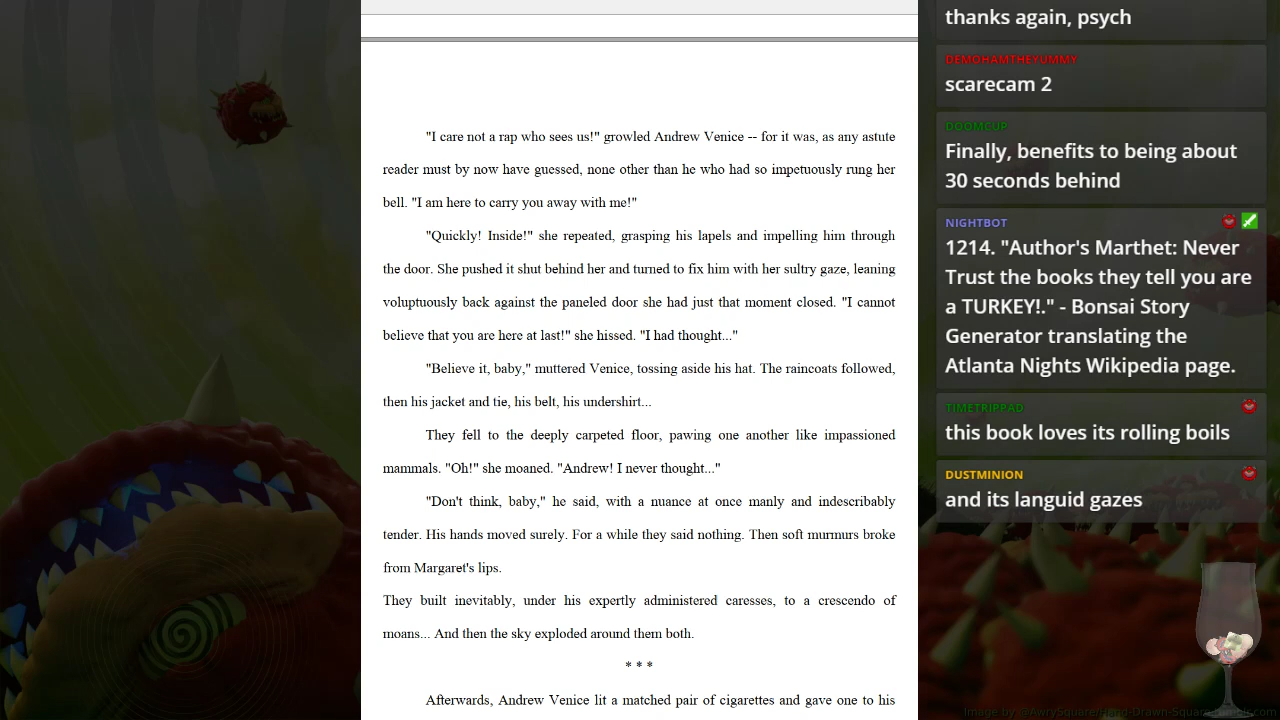 "I care not a rap who sees us!" growled Andrew Venice -- for it was, as any astute
reader must by now have guessed, none other than he who had so impetuously rung her
bell. "I am here to carry you away with me!"
"Quickly! Inside!" she repeated, grasping his lapels and impelling him through
the door. She pushed it shut behind her and turned to fix him with her sultry gaze, leaning
voluptuously back against the paneled door she had just that moment closed. "I cannot
believe that you are here at last!" she hissed. "I had thought..."
"Believe it, baby," muttered Venice, tossing aside his hat. The raincoats followed,
then his jacket and tie, his belt, his undershirt...
They fell to the deeply carpeted floor, pawing one another like impassioned
mammals. "Oh!" she moaned. "Andrew! I never thought..."
"Don't think, baby," he said, with a nuance at once manly and indescribably
tender. His hands moved surely. For a while they said nothing. Then soft murmurs broke
from Margaret's lips.
They built inevitably, under his expertly administered caresses, to a crescendo of
moans... And then the sky exploded around them both.
* * *
Afterwards, Andrew Venice lit a matched pair of cigarettes and gave one to his
thanks again, psych
DEMOHAMTHEYUMMY
scarecam 2
DOOMCUP
Finally, benefits to being about
30 seconds behind
NIGHTBOT
1214. "Author's Marthet: Never
Trust the books they tell you are
a TURKEY!." - Bonsai Story
Generator translating the
Atlanta Nights Wikipedia page.
TIMETRIPPAD
this book loves its rolling boils
DUSTMINION
and its languid gazes